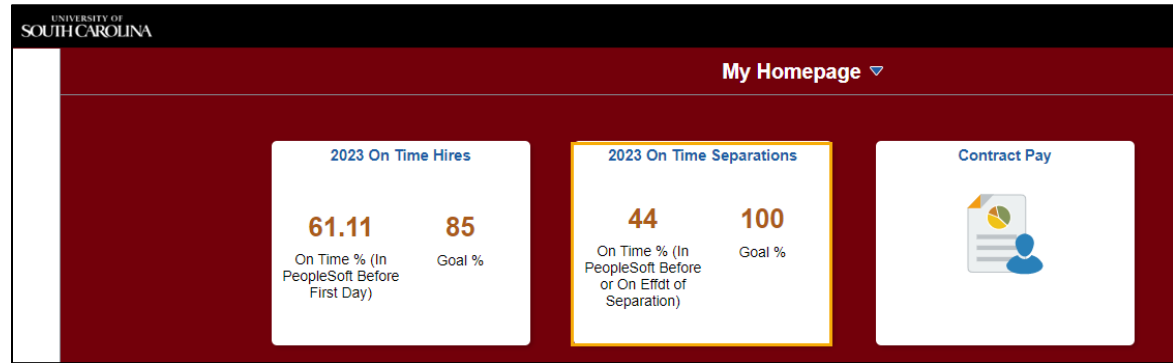 UNIVERSITY OF
SOUTH CAROLINA
My Homepage
2023 On Time Hires
61.11
85
On Time % (In
PeopleSoft Before
First Day)
Goal %
2023 On Time Separations
44
100
On Time % (In
PeopleSoft Before
or On Effdt of
Separation)
Goal %
Contract Pay